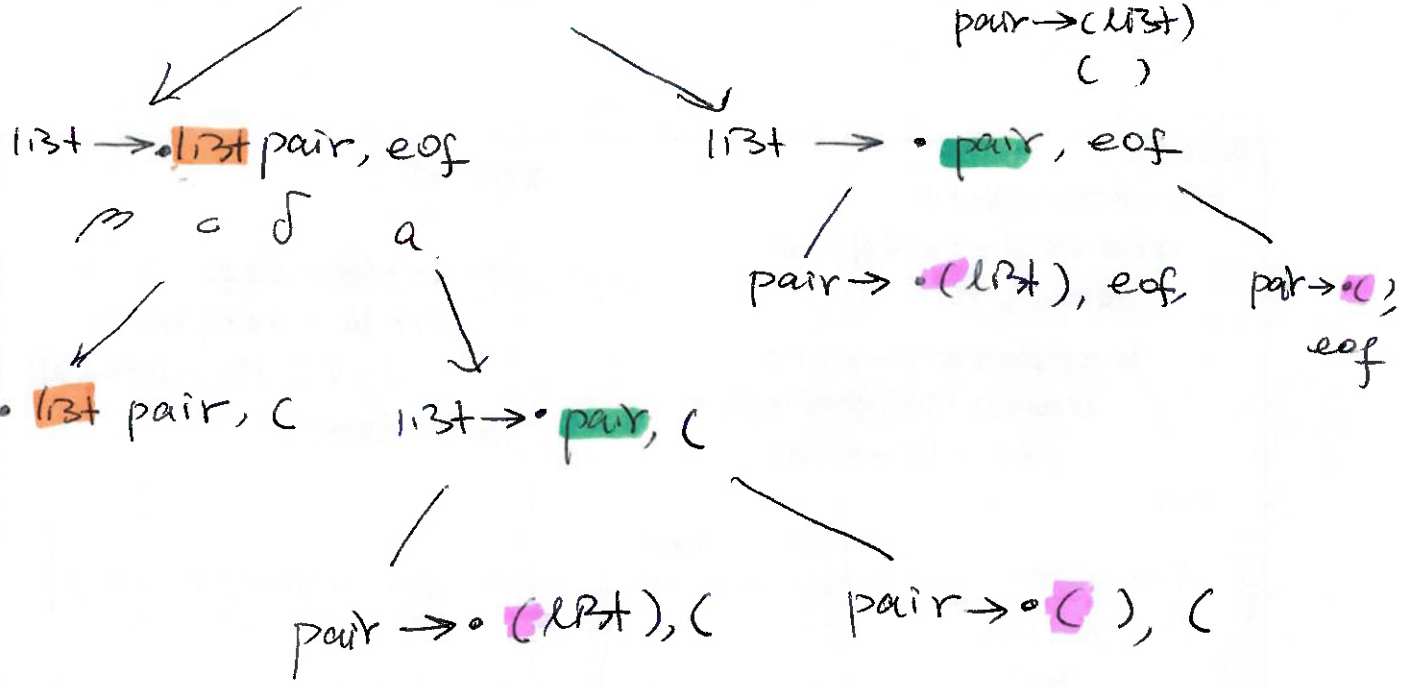 pair → (list)
( )
list → • list pair, eof
list → • pair, eof
β c δ a
pair → • (list), eof,
pair → • ( ),
eof
• list pair, (
list → • pair, (
pair → • (list), (
pair → • ( ), (